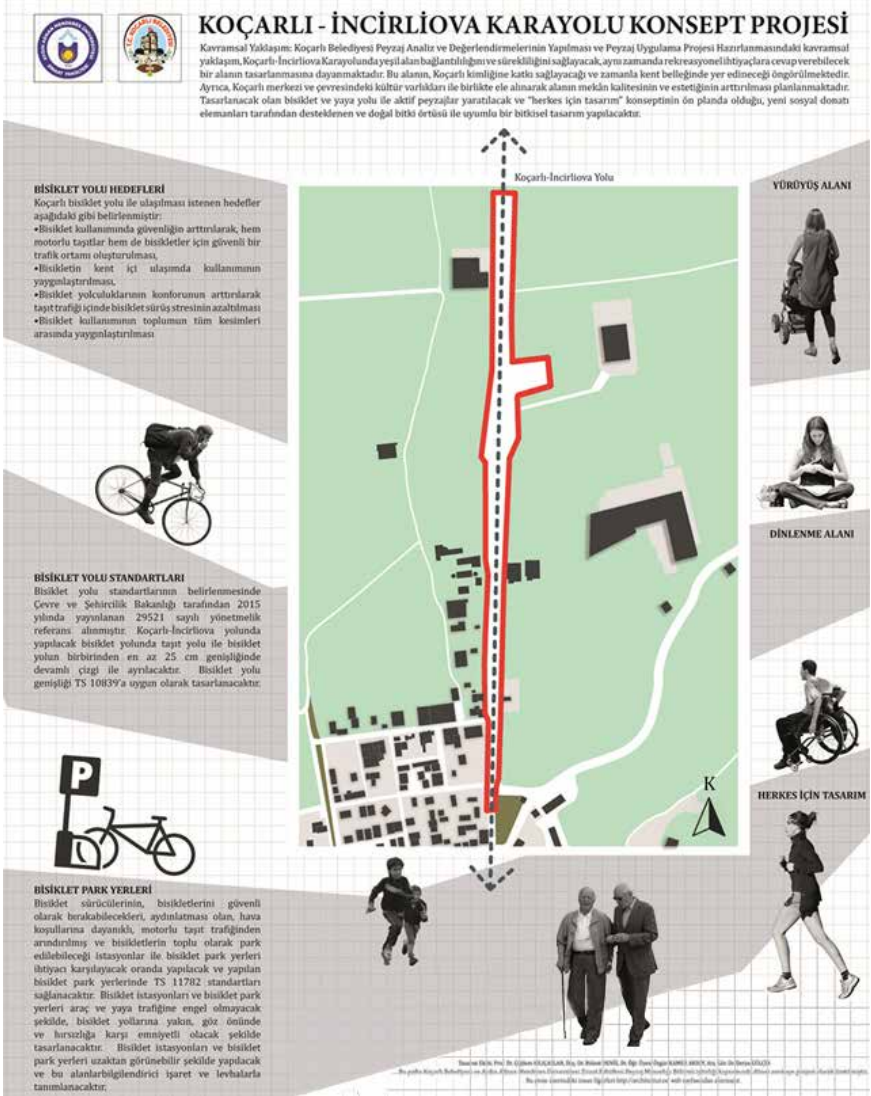 KOÇARLI - İNCİRLİOVA KARAYOLU KONSEPT PROJESİ
Kavramsal Yaklaşım: Koçarlı Belediyesi Peyzaj Analiz ve Değerlendirmelerinin Yapılması ve Peyzaj Uygulama Projesi Hazırlanmasındaki kavramsal
yaklaşım, Koçarlı-İncirliova Karayolunda yeşil alan bağlantılılığını ve sürekliliğini sağlayacak, aynı zamanda rekreasyonel ihtiyaçlara cevap verebilecek
bir alanın tasarlanmasına dayanmaktadır. Bu alanın, Koçarlı kimliğine katkı sağlayacağı ve zamanla kent belleğinde yer edineceği öngörülmektedir.
Ayrıca, Koçarlı merkezi ve çevresindeki kültür varlıkları ile birlikte ele alınarak alanın mekân kalitesinin ve estetiğinin arttırılması planlanmaktadır.
Tasarlanacak olan bisiklet ve yaya yolu ile aktif peyzajlar yaratılacak ve "herkes için tasarım" konseptinin ön planda olduğu, yeni sosyal donatı
elemanları tarafından desteklenen ve doğal bitki örtüsü ile uyumlu bir bitkisel tasarım yapılacaktır.
Koçarlı-İncirliova Yolu
BİSİKLET YOLU HEDEFLERİ
Koçarlı bisiklet yolu ile ulaşılması istenen hedefler
aşağıdaki gibi belirlenmiştir:
•Bisiklet kullanımında güvenliğin arttırılarak, hem
motorlu taşıtlar hem de bisikletler için güvenli bir
trafik ortamı oluşturulması,
•Bisikletin kent içi ulaşımda kullanımının
yaygınlaştırılması,
•Bisiklet yolculuklarının konforunun arttırılarak
taşıt trafiği içinde bisiklet sürüş stresinin azaltılması
•Bisiklet kullanımının toplumun tüm kesimleri
arasında yaygınlaştırılması
BİSİKLET YOLU STANDARTLARI
Bisiklet yolu standartlarının belirlenmesinde
Çevre ve Şehircilik Bakanlığı tarafından 2015
yılında yayınlanan 29521 sayılı yönetmelik
referans alınmıştır. Koçarlı-İncirliova yolunda
yapılacak bisiklet yolunda taşıt yolu ile bisiklet
yolun birbirinden en az 25 cm genişliğinde
devamlı çizgi ile ayrılacaktır. Bisiklet yolu
genişliği TS 10839'a uygun olarak tasarlanacaktır.
P
BİSİKLET PARK YERLERİ
Bisiklet sürücülerinin, bisikletlerini güvenli
olarak bırakabilecekleri, aydınlatması olan, hava
koşullarına dayanıklı, motorlu taşıt trafiğinden
arındırılmış ve bisikletlerin toplu olarak park
edilebileceği istasyonlar ile bisiklet park yerleri
ihtiyacı karşılayacak oranda yapılacak ve yapılan
bisiklet park yerlerinde TS 11782 standartları
sağlanacaktır. Bisiklet istasyonları ve bisiklet park
yerleri araç ve yaya trafiğine engel olmayacak
şekilde, bisiklet yollarına yakın, göz önünde
ve hırsızlığa karşı emniyetli olacak şekilde
tasarlanacaktır. Bisiklet istasyonları ve bisiklet
park yerleri uzaktan görünebilir şekilde yapılacak
ve bu alanlarbilgilendirici işaret ve levhalarla
tanımlanacaktır.
YÜRÜYÜŞ ALANI
DİNLENME ALANI
HERKES İÇİN TASARIM
K